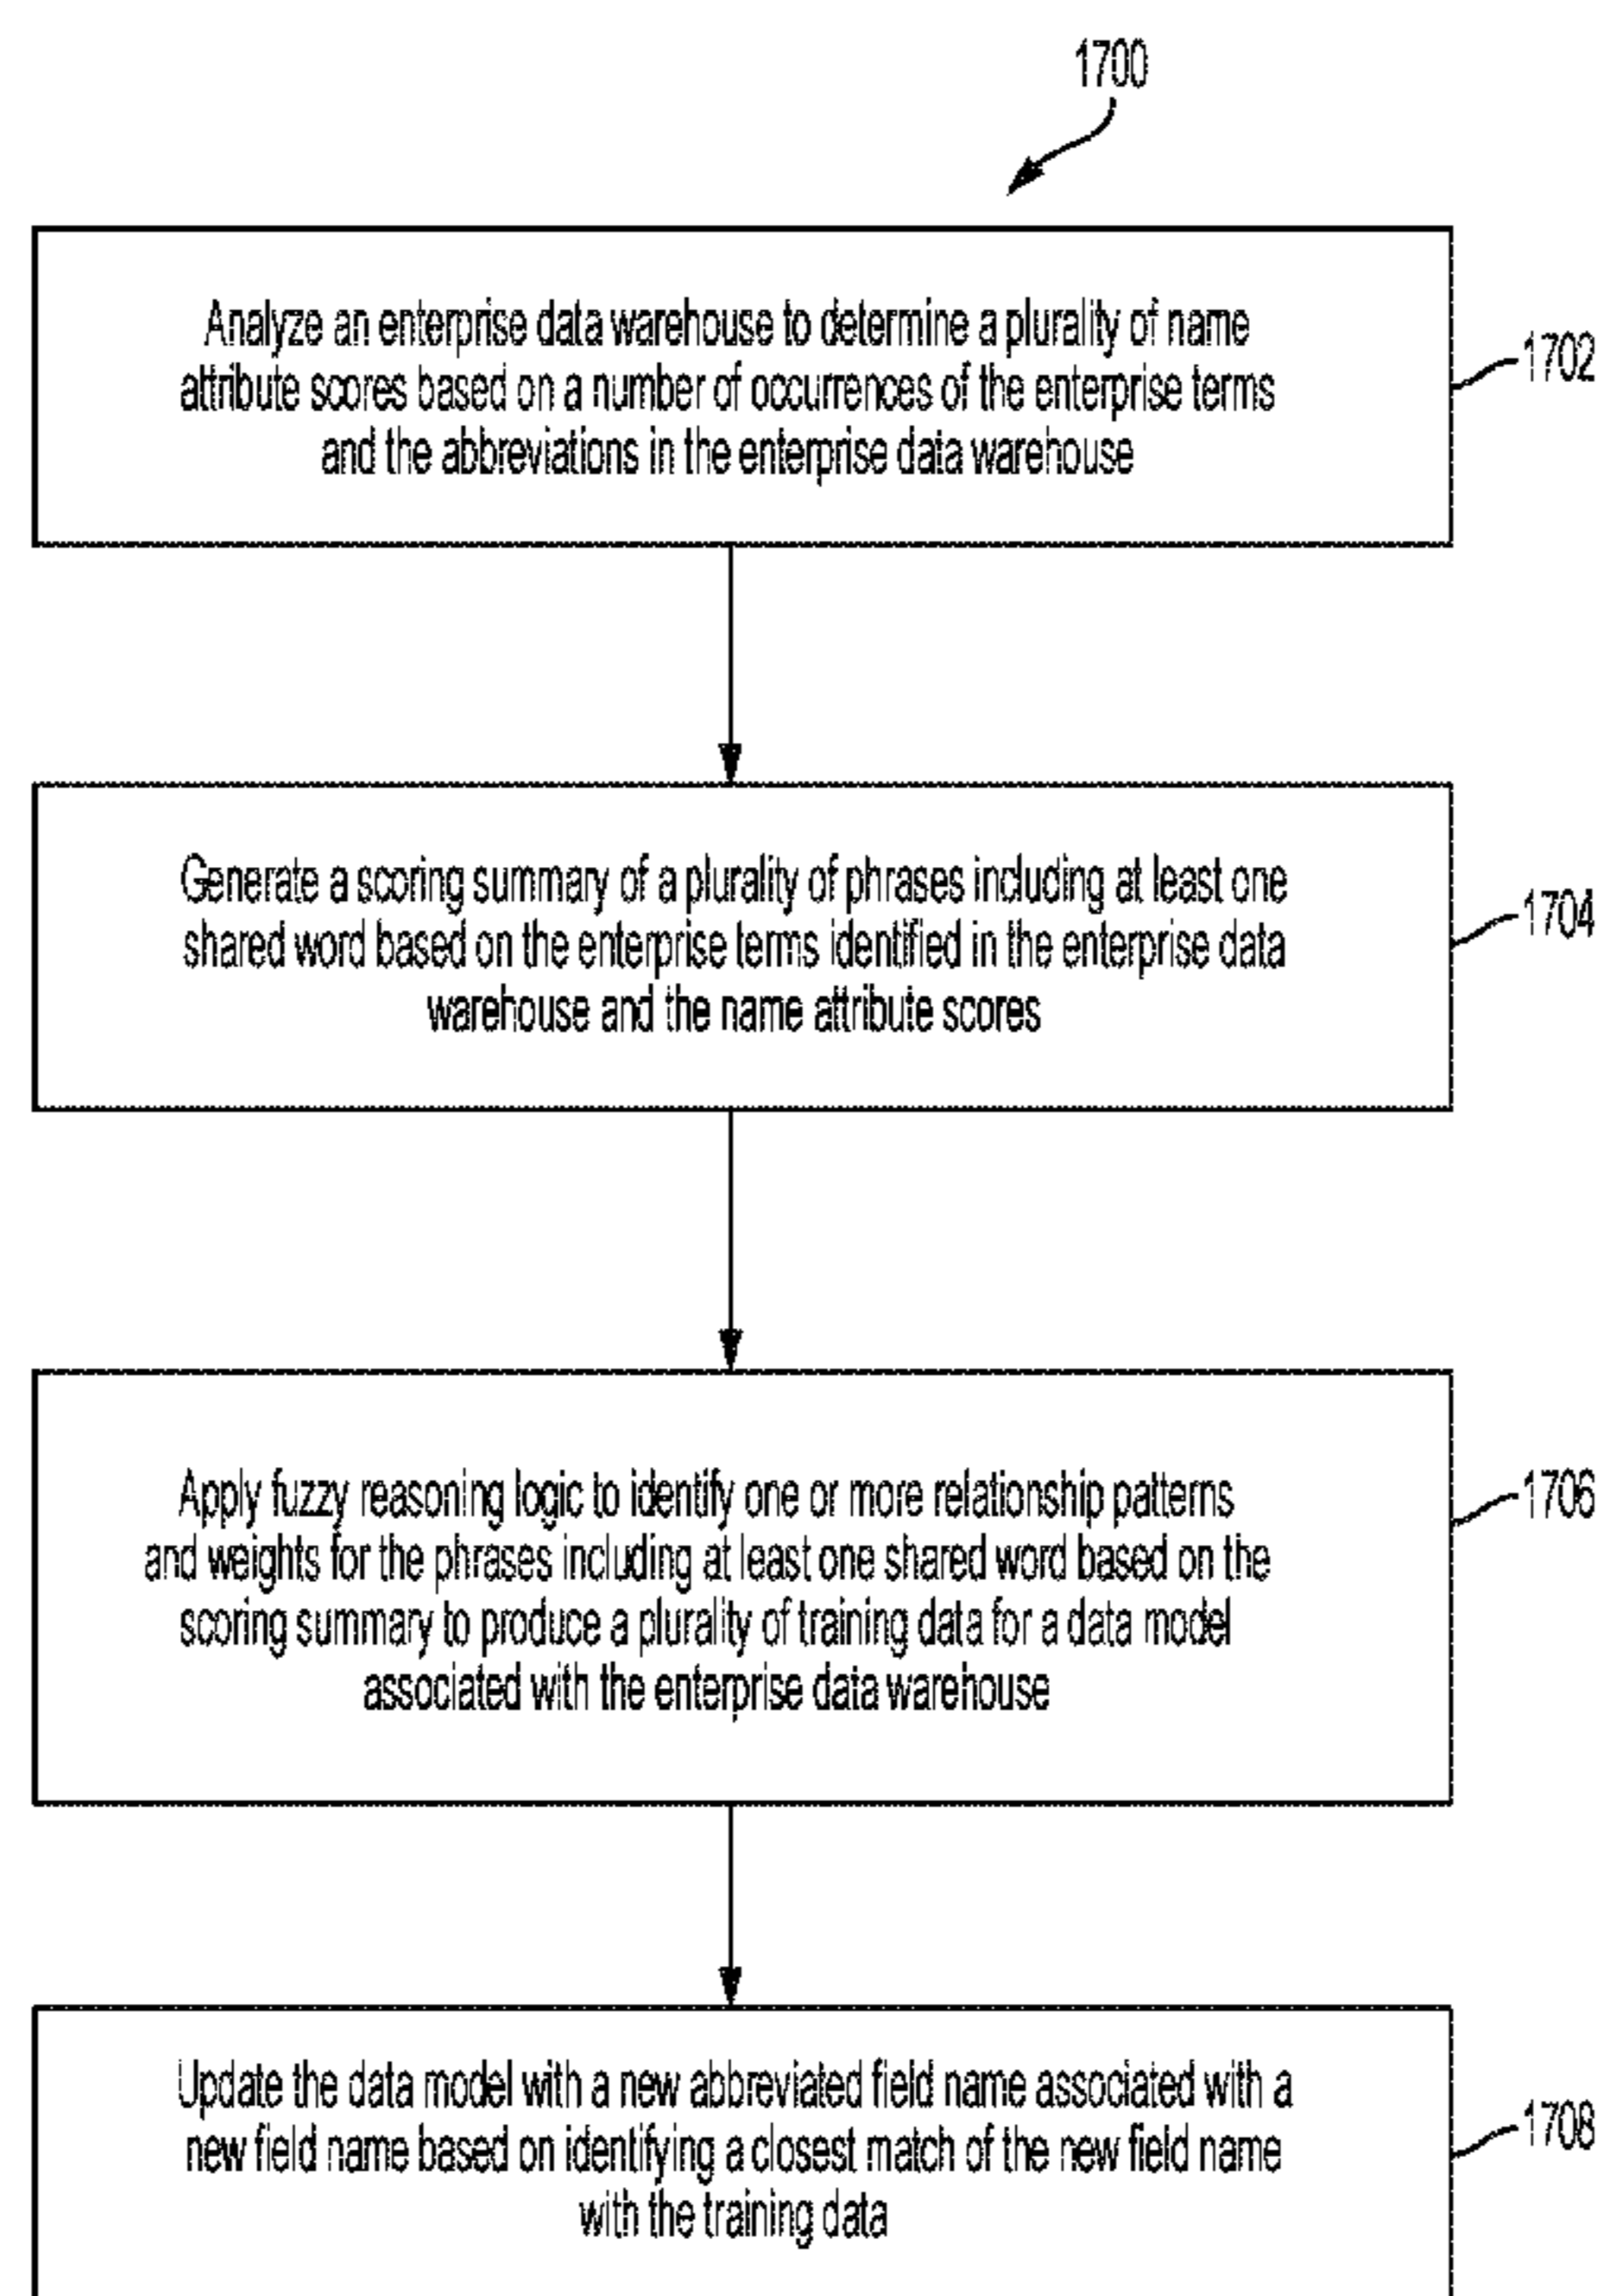 1700
Analyze an enterprise data warehouse to determine a plurality of name
attribute scores based on a number of occurrences of the enterprise terms
and the abbreviations in the enterprise data warehouse
1702
Generate a scoring summary of a plurality of phrases including at least one
shared word based on the enterprise terms identified in the enterprise data
warehouse and the name attribute scores
1704
Apply fuzzy reasoning logic to identify one or more relationship patterns
and weights for the phrases including at least one shared word based on the
scoring summary to produce a plurality of training data for a data model
associated with the enterprise data warehouse
1706
Update the data model with a new abbreviated field name associated with a
new field name based on identifying a closest match of the new field name
with the training data
1708